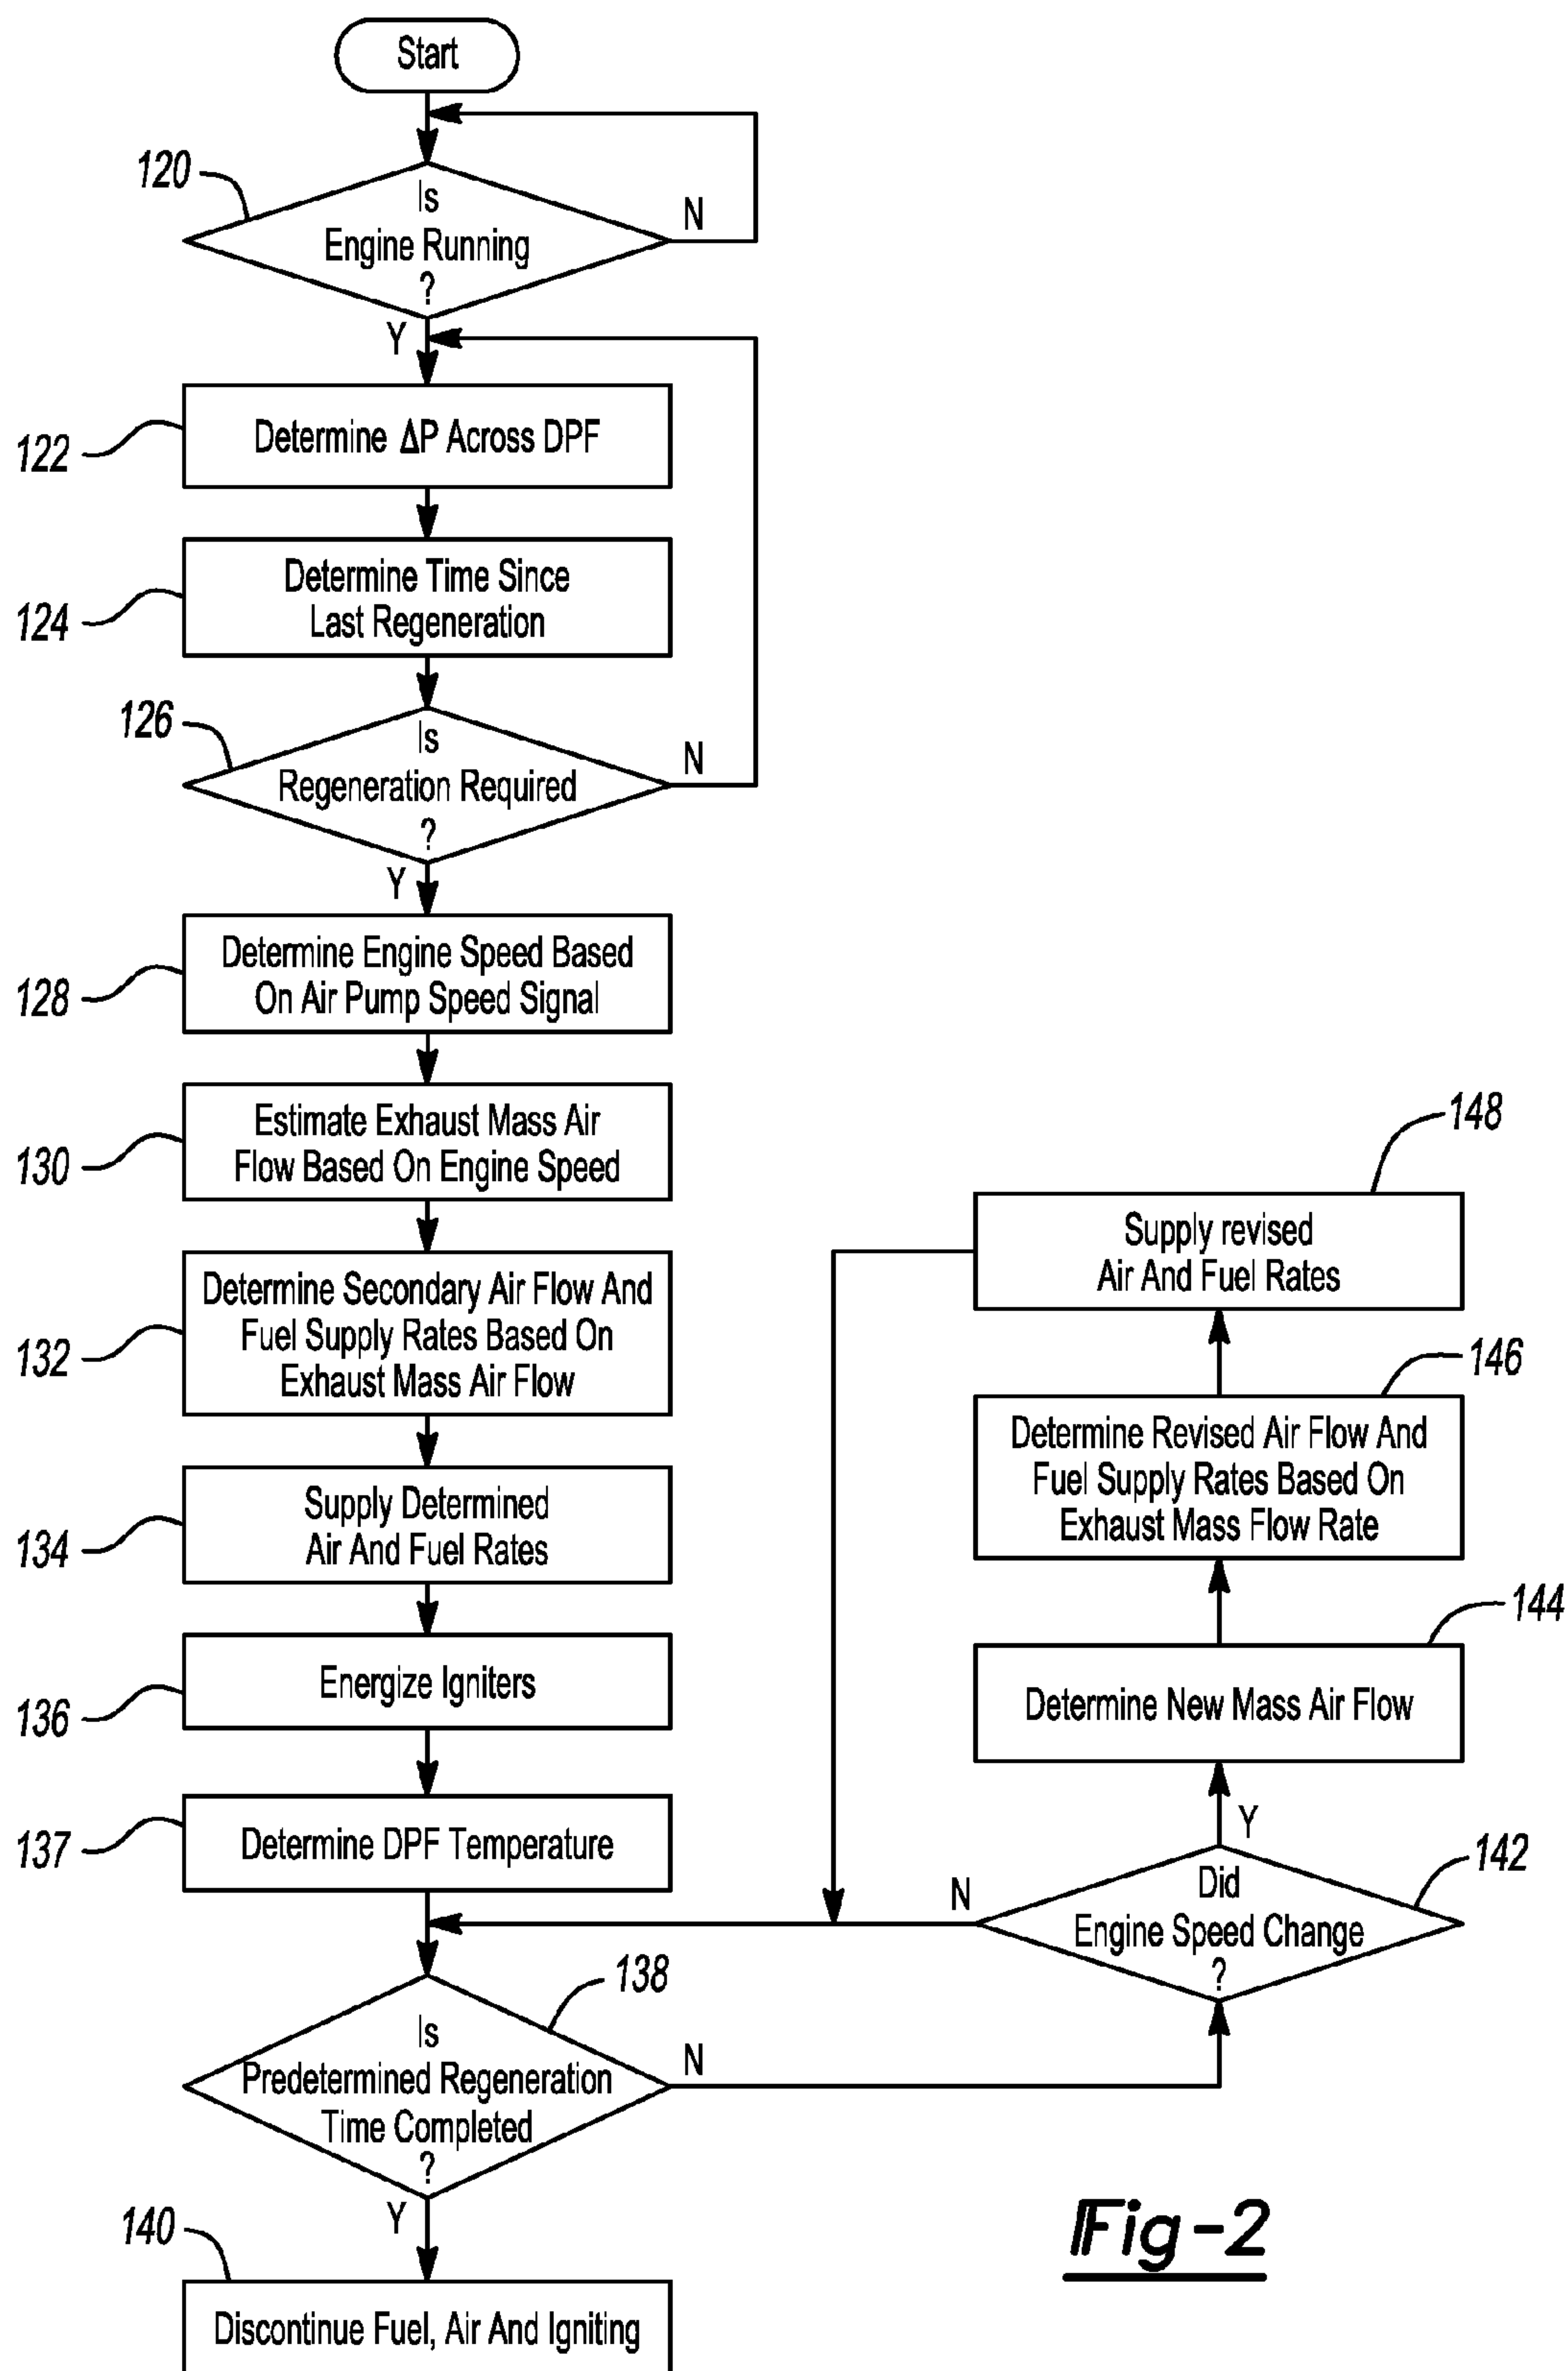 Start
120
Is
Engine Running
?
N
Y
122
Determine ΔP Across DPF
124
Determine Time Since
Last Regeneration
126
Is
Regeneration Required
?
N
Y
128
Determine Engine Speed Based
On Air Pump Speed Signal
130
Estimate Exhaust Mass Air
Flow Based On Engine Speed
132
Determine Secondary Air Flow And
Fuel Supply Rates Based On
Exhaust Mass Air Flow
134
Supply Determined
Air And Fuel Rates
136
Energize Igniters
137
Determine DPF Temperature
138
Is
Predetermined Regeneration
Time Completed
?
N
Y
140
Discontinue Fuel, Air And Igniting
148
Supply revised
Air And Fuel Rates
146
Determine Revised Air Flow And
Fuel Supply Rates Based On
Exhaust Mass Flow Rate
144
Determine New Mass Air Flow
Y
142
N
Did
Engine Speed Change
?
Fig-2